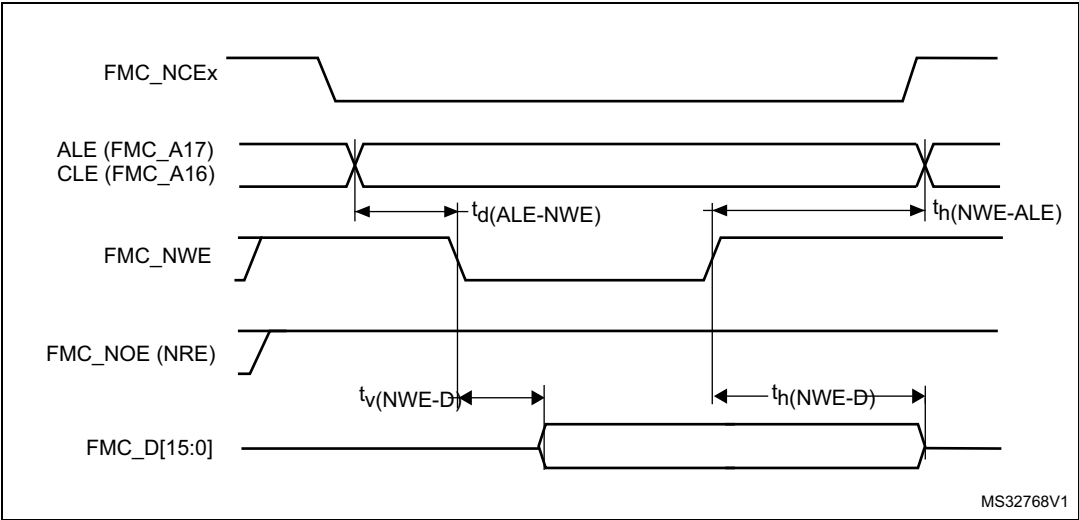 FMC_NCEx
ALE (FMC_A17)
CLE (FMC_A16)
td(ALE-NWE)
th(NWE-ALE)
FMC_NWE
FMC_NOE (NRE)
tv(NWE-D)
th(NWE-D)
FMC_D[15:0]
MS32768V1